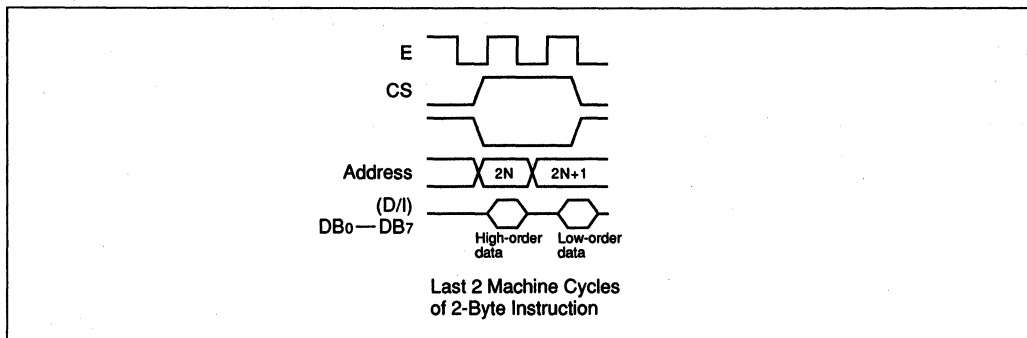 E
CS
Address
2N
2N+1
(D/I)
DB0—DB7
High-order
data
Low-order
data
Last 2 Machine Cycles
of 2-Byte Instruction